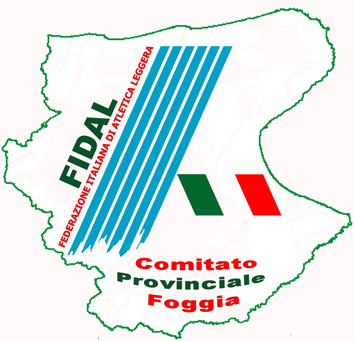 FIDAL
FEDERAZIONE ITALIANA DI ATLETICA LEGGERA
Comitato
Provinciale
Foggia